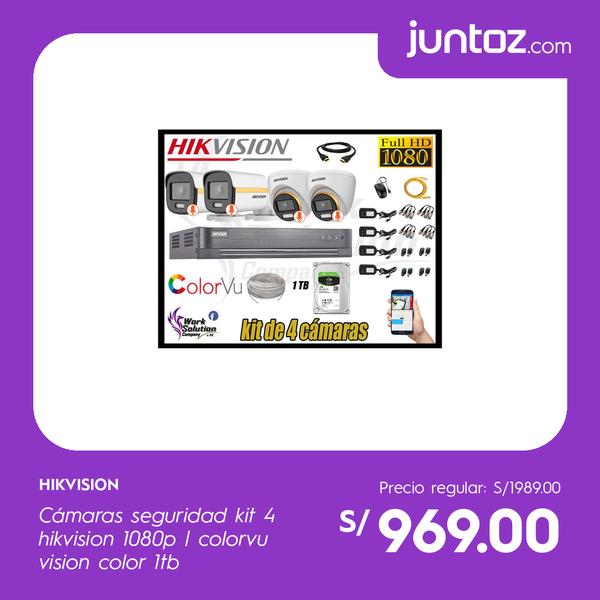 juntoz.com
HIKVISION
Full HD
1080
ColorVu
1 TB
Work
Solution
Company
kit de 4 cámaras
HIKVISION
Cámaras seguridad kit 4
hikvision 1080p | colorvu
vision color 1tb
Precio regular: S/1989.00
S/ 969.00